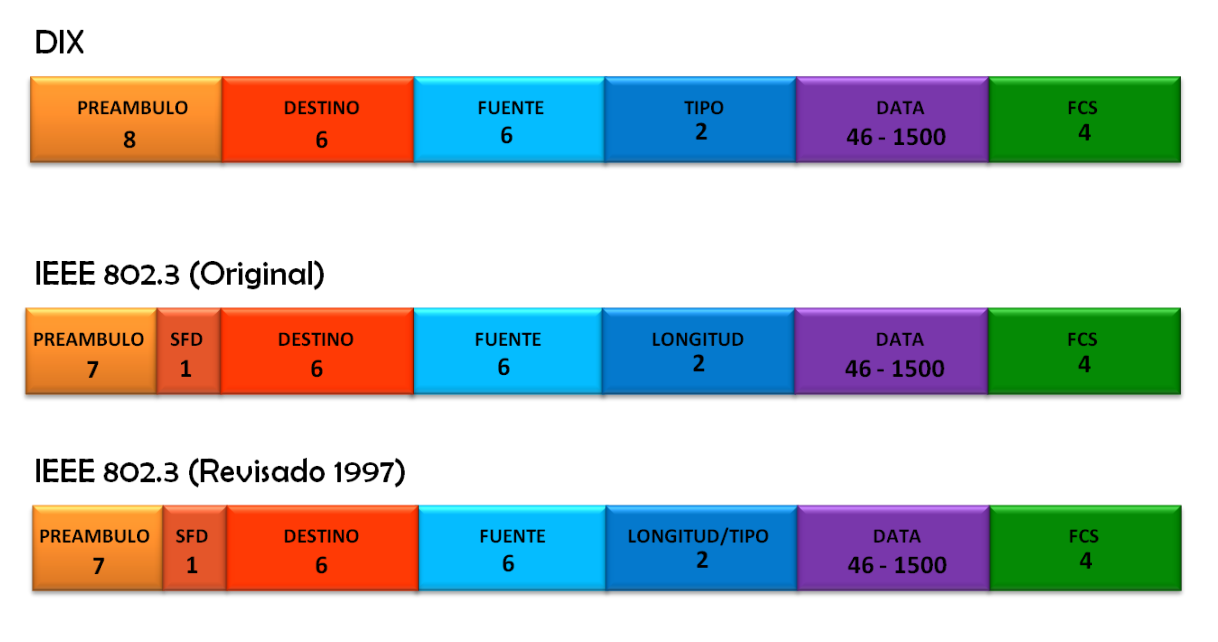 DIX
PREAMBULO DESTINO FUENTE TIPO DATA FCS
8 6 6 2 46 - 1500 4
IEEE 802.3 (Original)
PREAMBULO SFD DESTINO FUENTE LONGITUD DATA FCS
7 1 6 6 2 46 - 1500 4
IEEE 802.3 (Revisado 1997)
PREAMBULO SFD DESTINO FUENTE LONGITUD/TIPO DATA FCS
7 1 6 6 2 46 - 1500 4